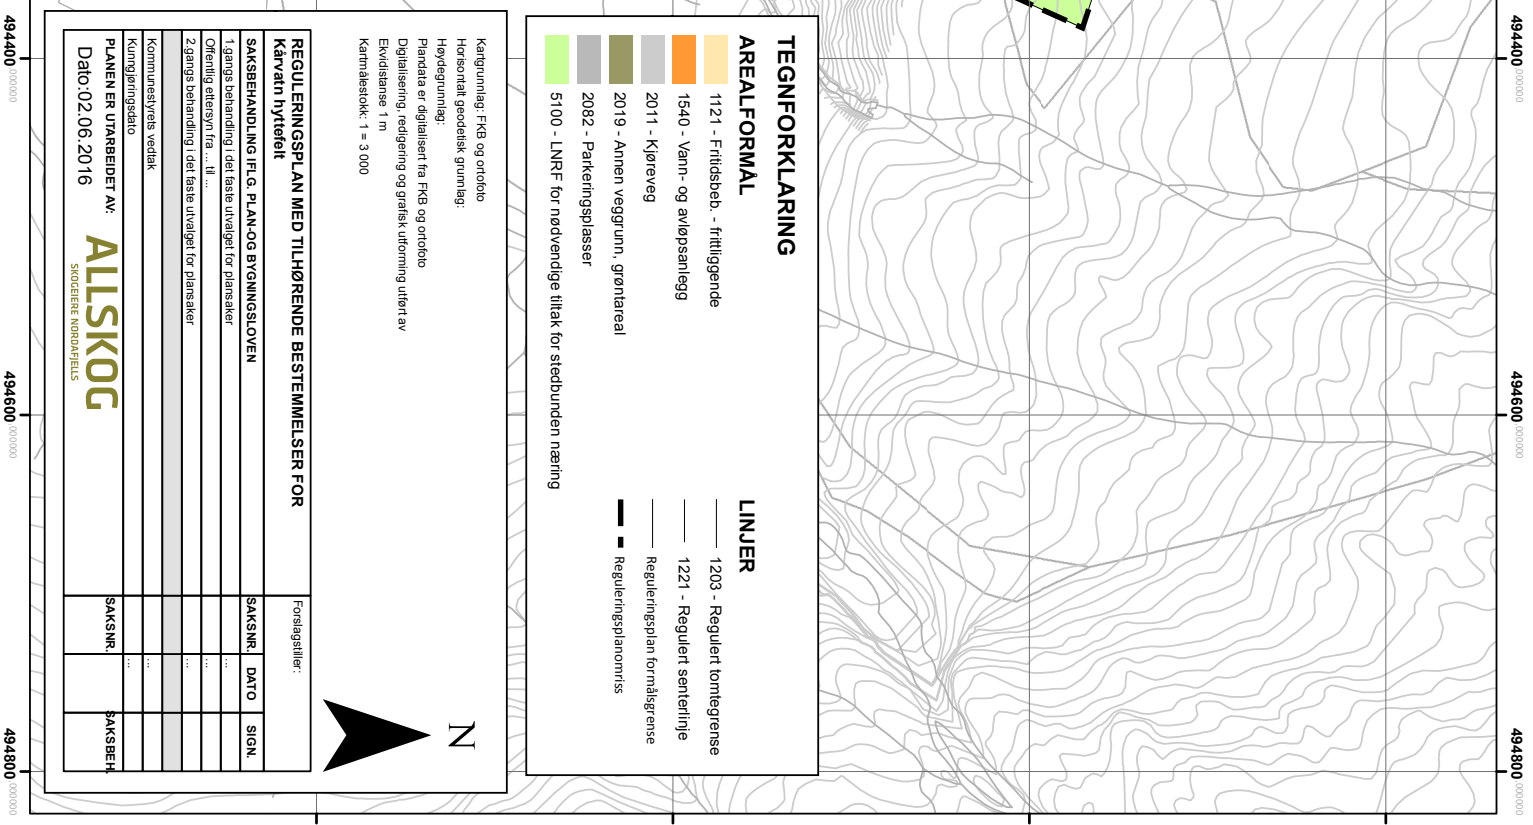 TEGNFORKLARING
AREALFORMÅL
1121 - Fritidsbeb. - frittliggende
1540 - Vann- og avløpsanlegg
2011 - Kjøreveg
2019 - Annen veggrunn, grøntareal
2082 - Parkeringsplasser
5100 - LNRF for nødvendige tiltak for stedbunden næring
LINJER
1203 - Regulert tomtegrense
1221 - Regulert senterlinje
Reguleringsplan formålsgrense
Reguleringsplanomriss
Kartgrunnlag: FKB og ortofoto
Horisontalt geodetisk grunnlag:
Høydegrunnlag:
Plandata er digitalisert fra FKB og ortofoto
Digitalisering, redigering og grafisk utforming utført av
Ekvidistanse 1 m
Kartmålestokk: 1 = 3 000
N
REGULERINGSPLAN MED TILHØRENDE BESTEMMELSER FOR
Kårvatn hyttefelt
Forslagstiller:
SAKSBEHANDLING IFLG. PLAN-OG BYGNINGSLOVEN SAKSNR. DATO SIGN.
1.gangs behandling i det faste utvalget for plansaker ...
Offentlig ettersyn fra ... til ... ...
2.gangs behandling i det faste utvalget for plansaker ...
Kommunestyrets vedtak ...
Kunngjøringsdato ...
PLANEN ER UTARBEIDET AV: SAKSNR. SAKSBEH.
Dato:02.06.2016
ALLSKOG
SKOGEIERE NORDAFJELLS
494400.000000
494600.000000
494800.000000
494400.000000
494600.000000
494800.000000